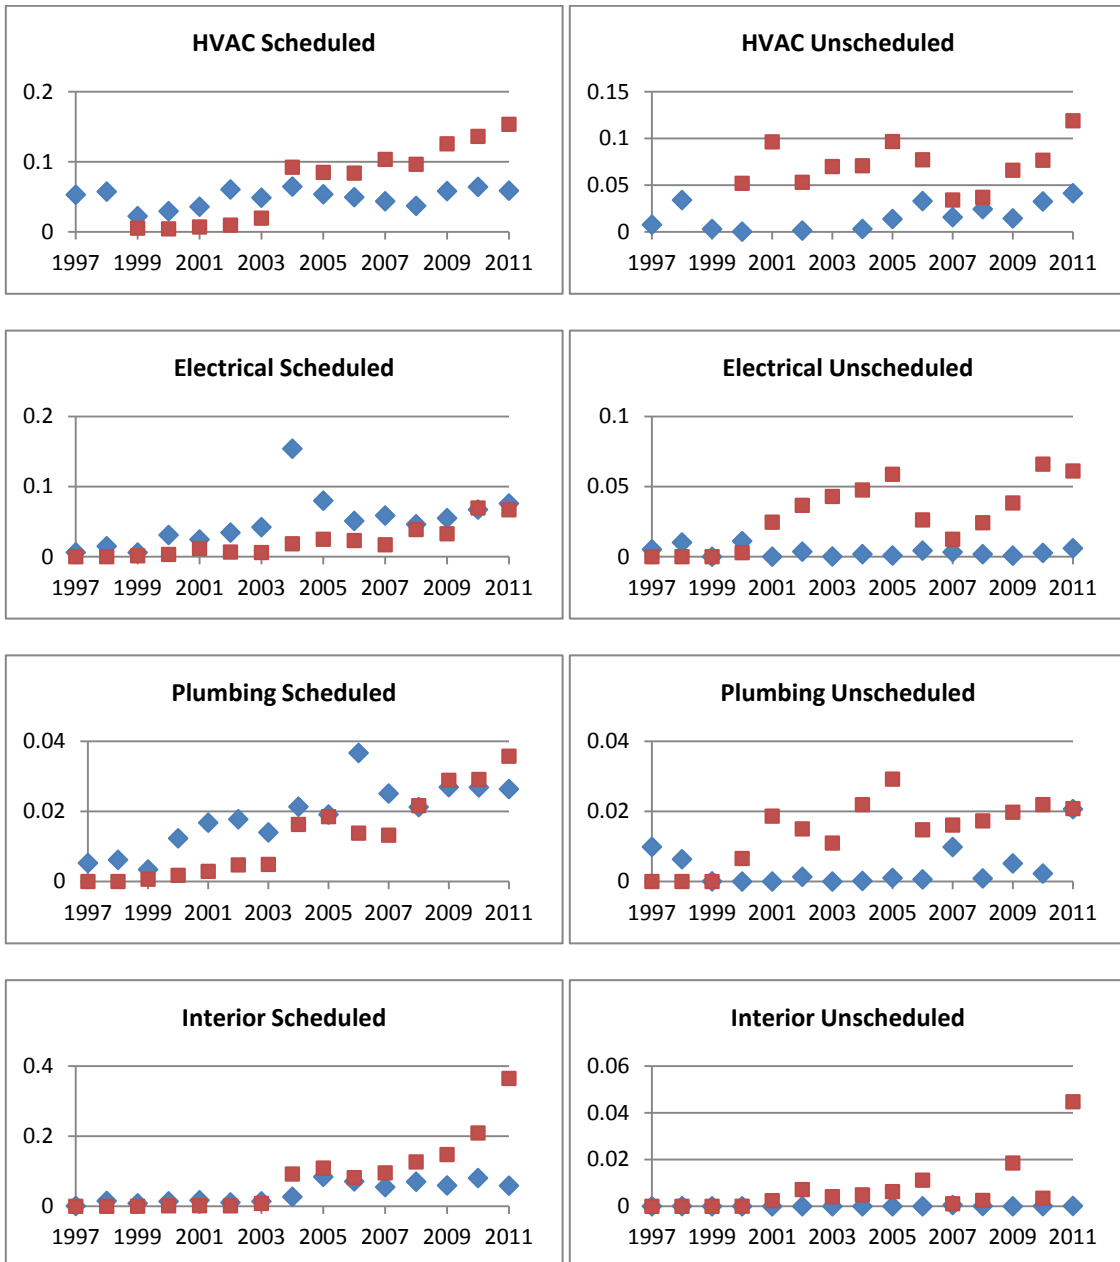 HVAC Scheduled
0.2
0.1
0
1997 1999 2001 2003 2005 2007 2009 2011
HVAC Unscheduled
0.15
0.1
0.05
0
1997 1999 2001 2003 2005 2007 2009 2011
Electrical Scheduled
0.2
0.1
0
1997 1999 2001 2003 2005 2007 2009 2011
Electrical Unscheduled
0.1
0.05
0
1997 1999 2001 2003 2005 2007 2009 2011
Plumbing Scheduled
0.04
0.02
0
1997 1999 2001 2003 2005 2007 2009 2011
Plumbing Unscheduled
0.04
0.02
0
1997 1999 2001 2003 2005 2007 2009 2011
Interior Scheduled
0.4
0.2
0
1997 1999 2001 2003 2005 2007 2009 2011
Interior Unscheduled
0.06
0.04
0.02
0
1997 1999 2001 2003 2005 2007 2009 2011